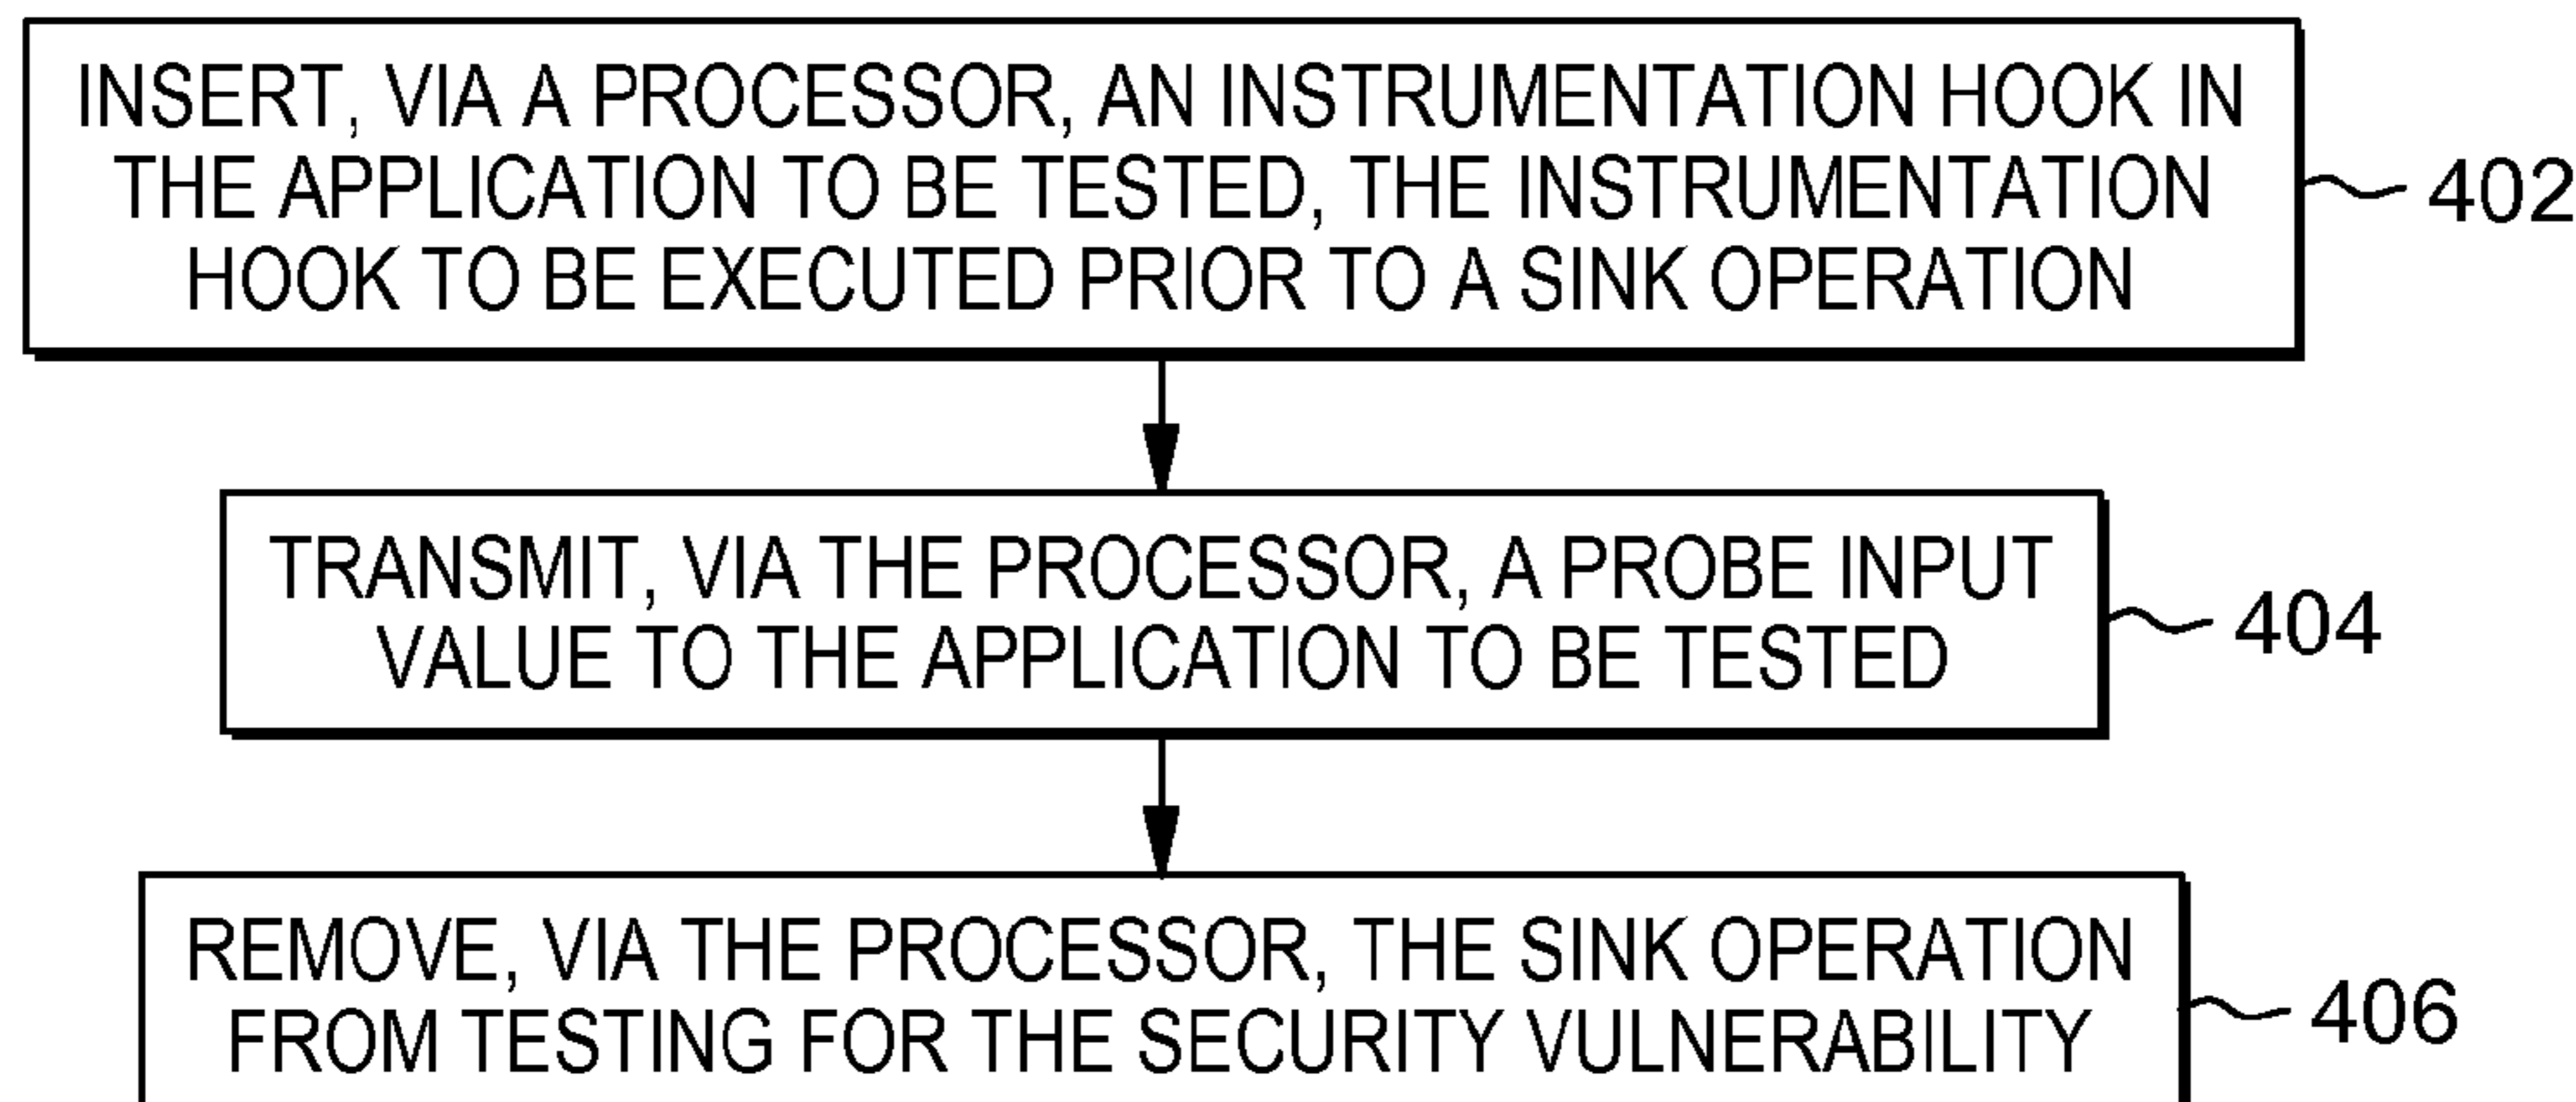 INSERT, VIA A PROCESSOR, AN INSTRUMENTATION HOOK IN
THE APPLICATION TO BE TESTED, THE INSTRUMENTATION
HOOK TO BE EXECUTED PRIOR TO A SINK OPERATION
402
TRANSMIT, VIA THE PROCESSOR, A PROBE INPUT
VALUE TO THE APPLICATION TO BE TESTED
404
REMOVE, VIA THE PROCESSOR, THE SINK OPERATION
FROM TESTING FOR THE SECURITY VULNERABILITY
406